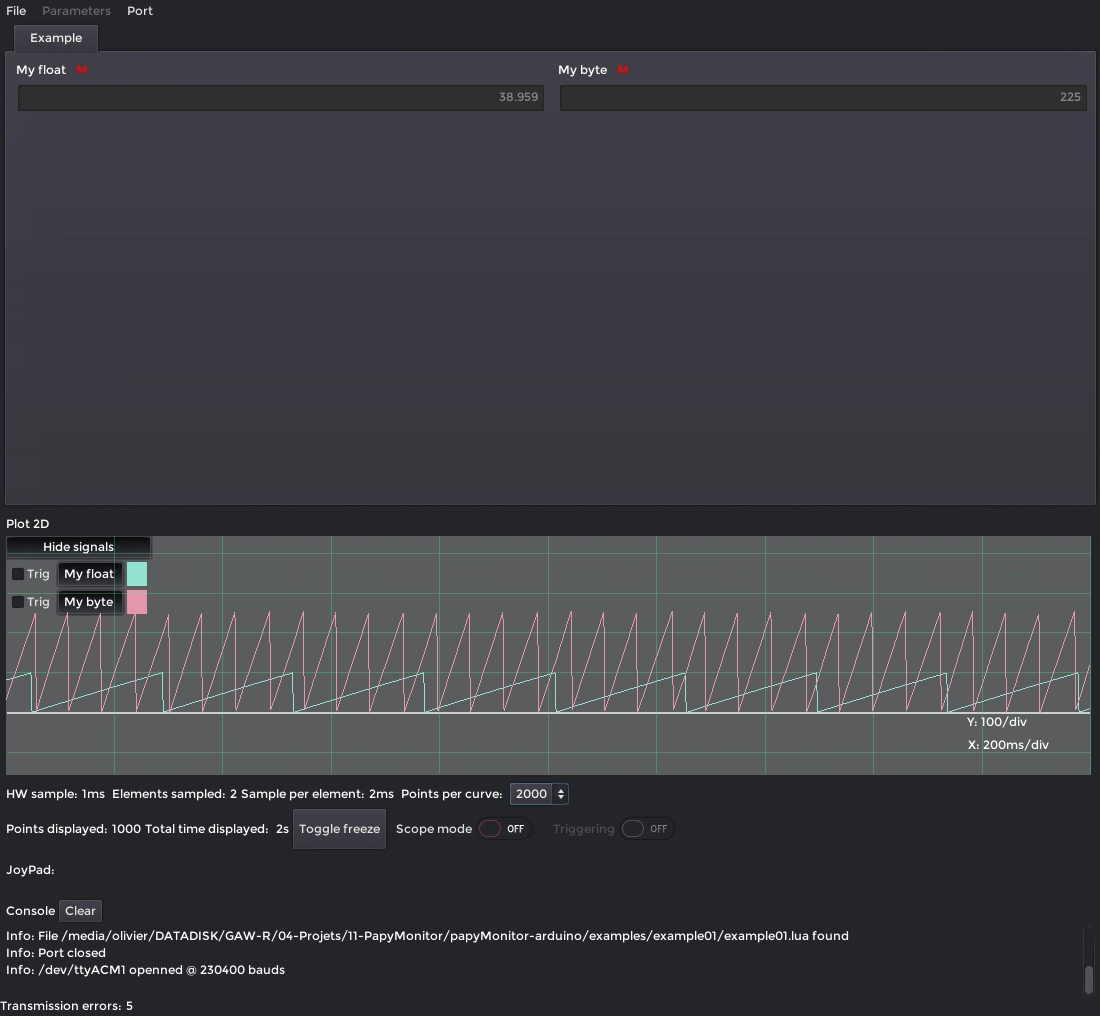 File Parameters Port
Example
My float M My byte M
38.959 225
Plot 2D
Hide signals
Trig My float
Trig My byte
Y: 100/div
X: 200ms/div
HW sample: 1ms Elements sampled: 2 Sample per element: 2ms Points per curve: 2000
Points displayed: 1000 Total time displayed: 2s Toggle freeze Scope mode OFF Triggering OFF
JoyPad:
Console Clear
Info: File /media/olivier/DATADISK/GAW-R/04-Projets/11-PapyMonitor/papyMonitor-arduino/examples/example01/example01.lua found
Info: Port closed
Info: /dev/ttyACM1 openned @ 230400 bauds
Transmission errors: 5